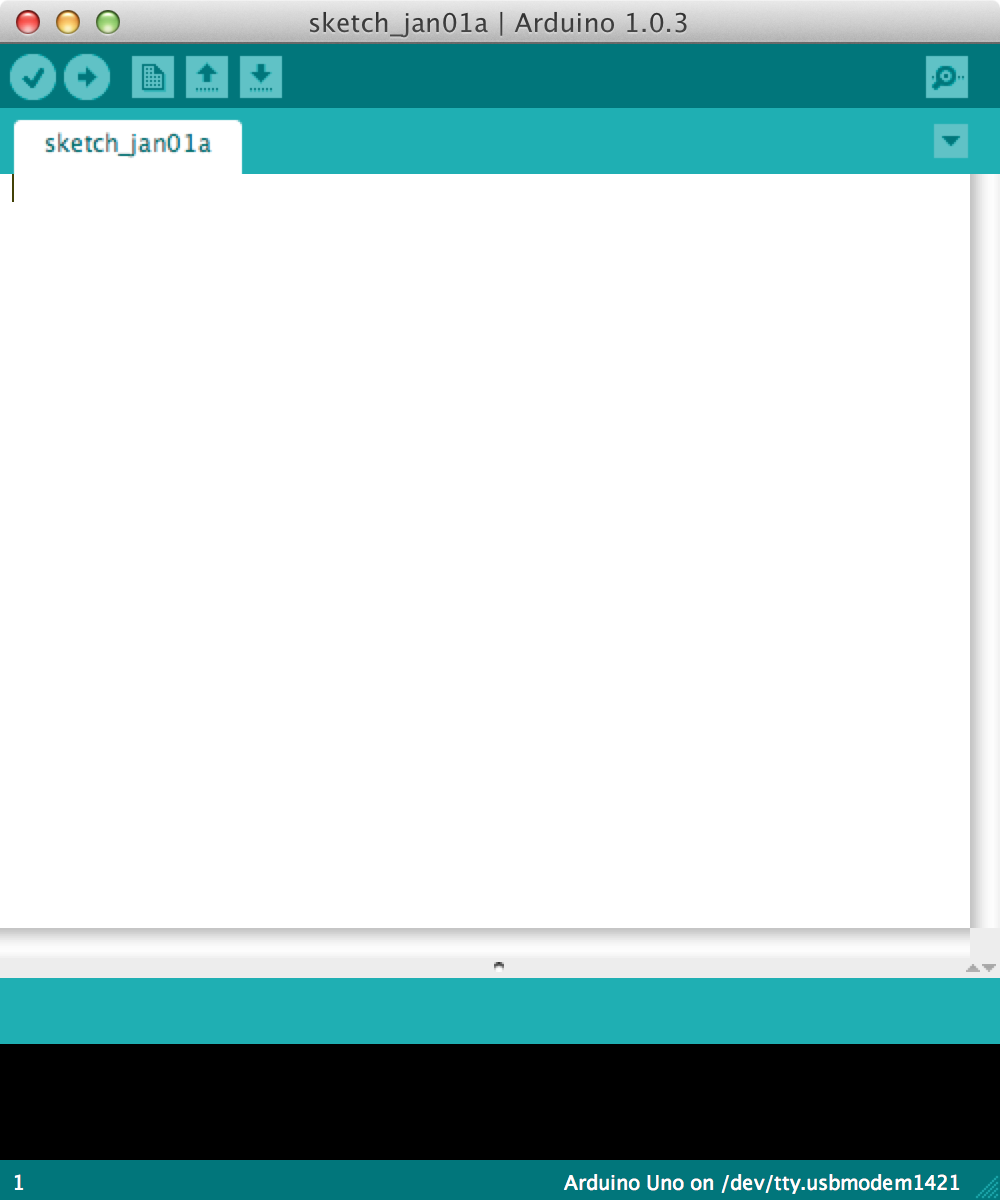 sketch_jan01a | Arduino 1.0.3
sketch_jan01a
1
Arduino Uno on /dev/tty.usbmodem1421